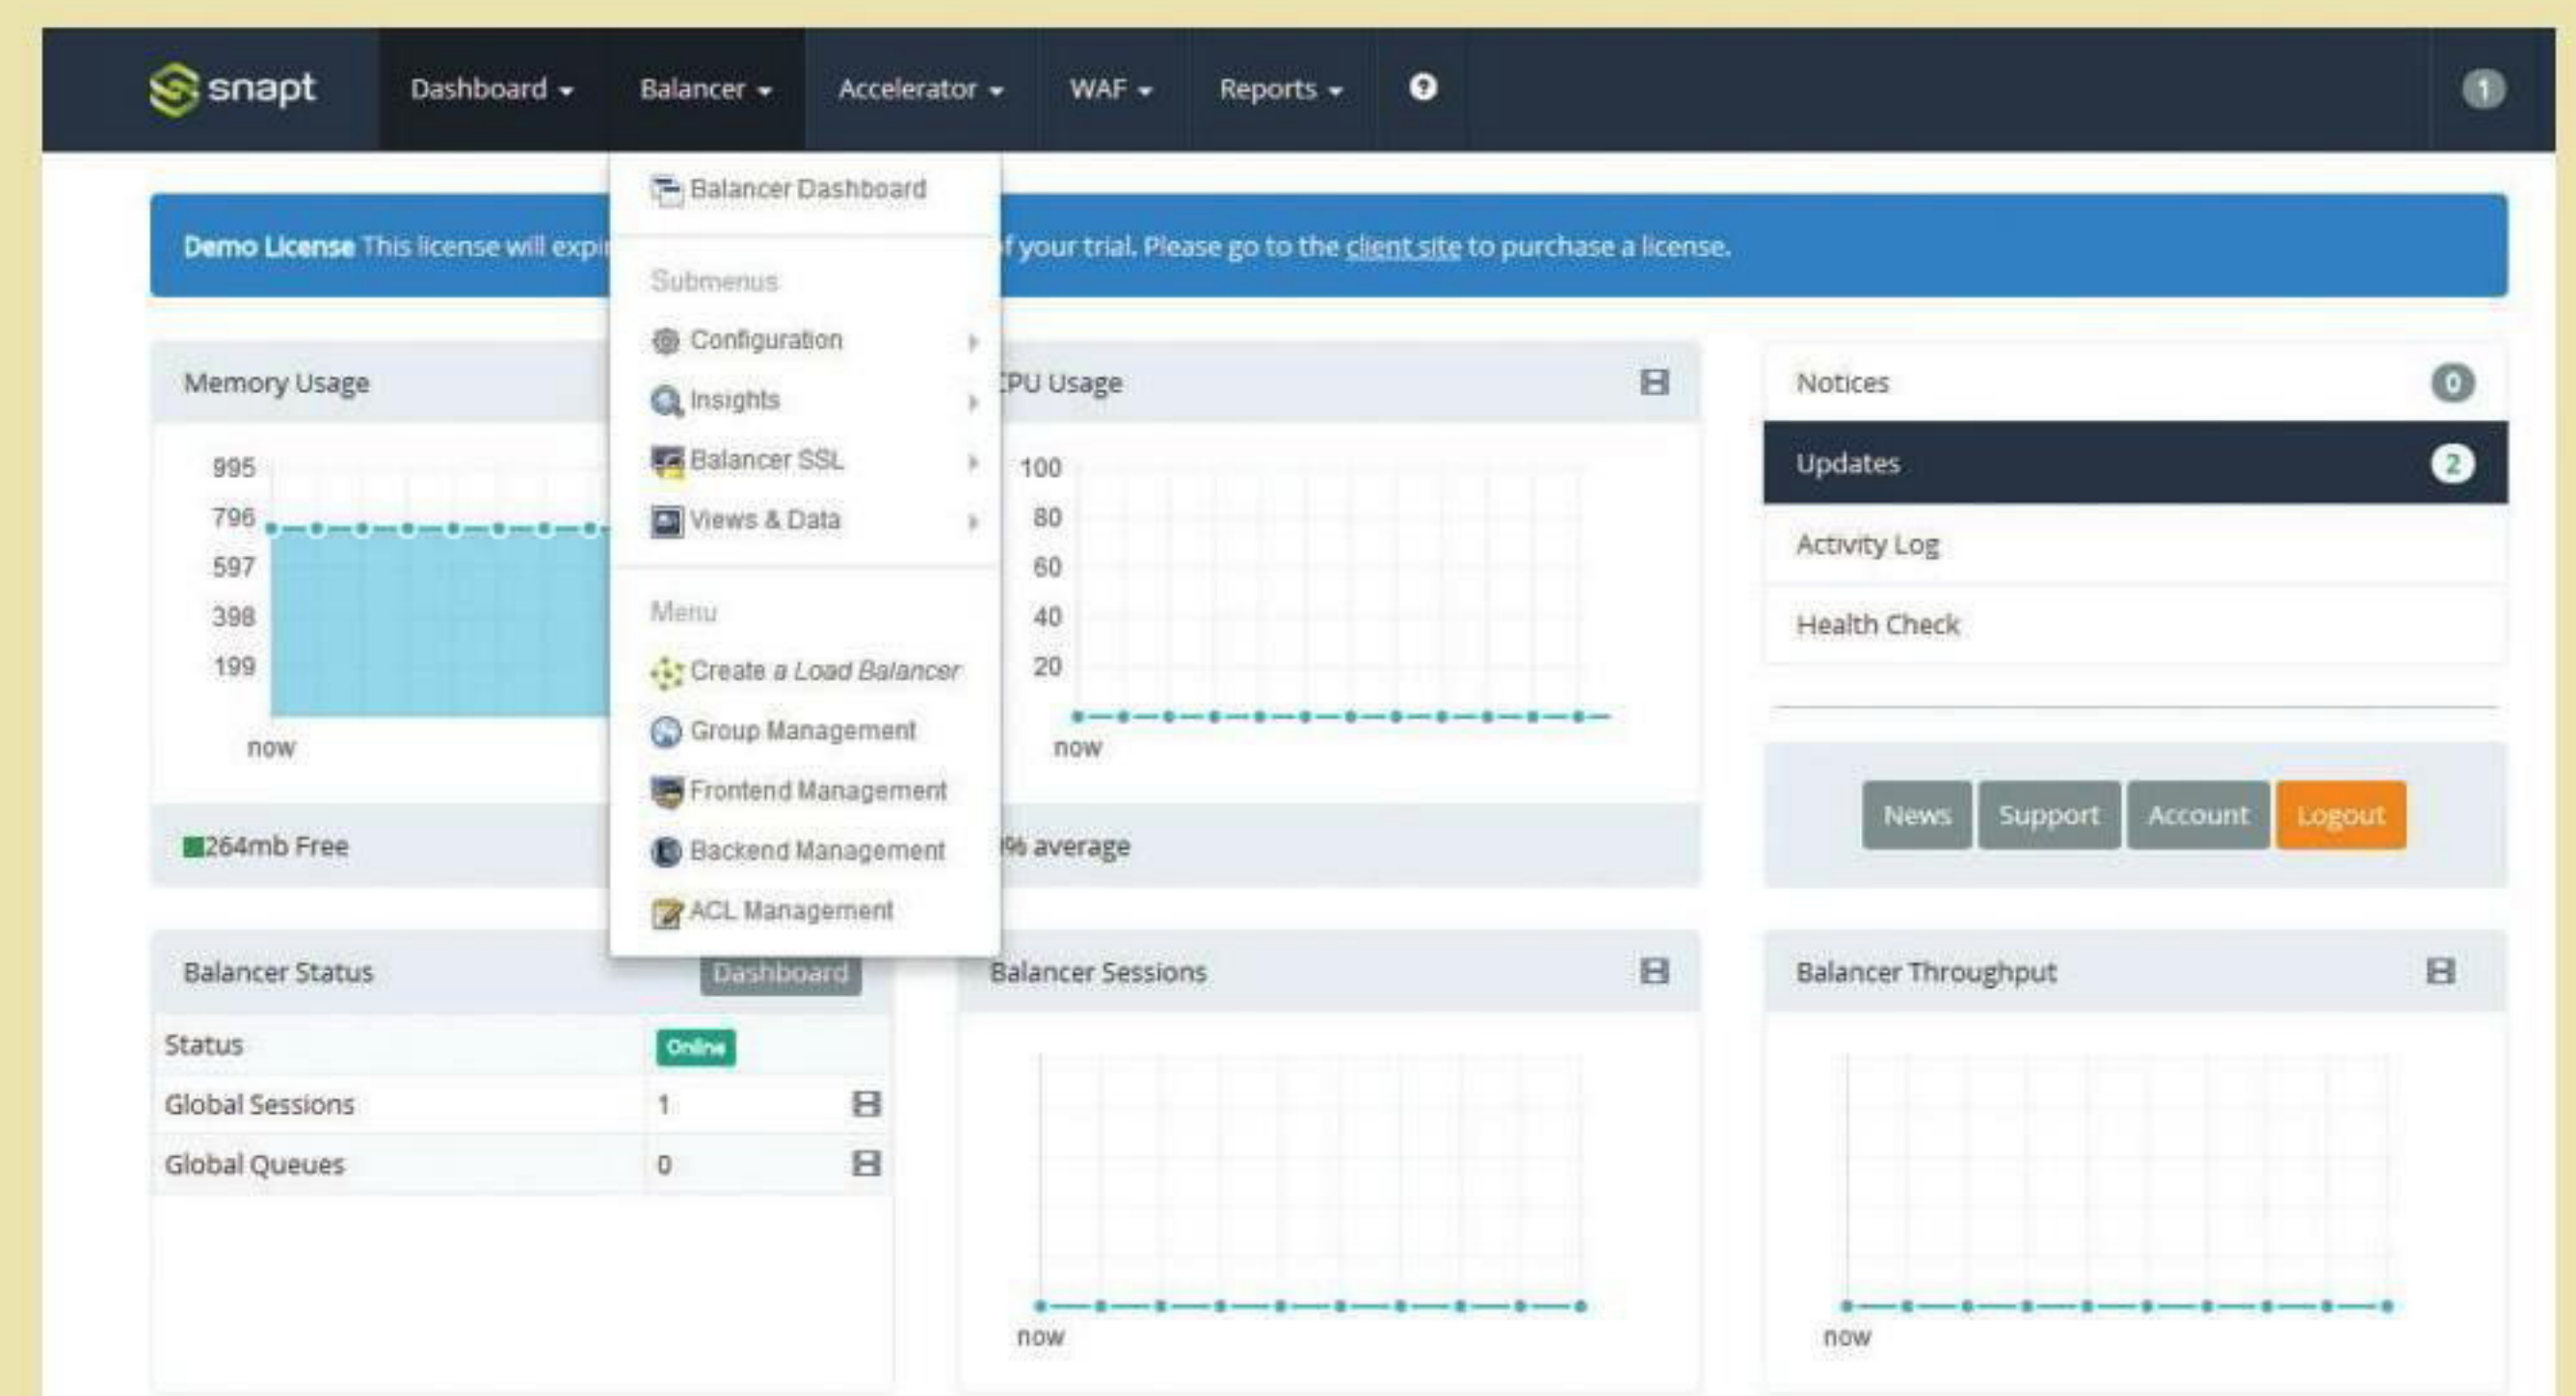 snapt
Dashboard
Balancer
Accelerator
WAF
Reports
?
1
Balancer Dashboard
Submenus
Configuration
Insights
Balancer SSL
Views & Data
Menu
Create a Load Balancer
Group Management
Frontend Management
Backend Management
ACL Management
Demo License This license will expi
f your trial. Please go to the client site to purchase a license.
Memory Usage
995
796
597
398
199
now
264mb Free
PU Usage
100
80
60
40
20
now
% average
Notices 0
Updates 2
Activity Log
Health Check
News Support Account Logout
Balancer Status Dashboard
Status Online
Global Sessions 1
Global Queues 0
Balancer Sessions
now
Balancer Throughput
now